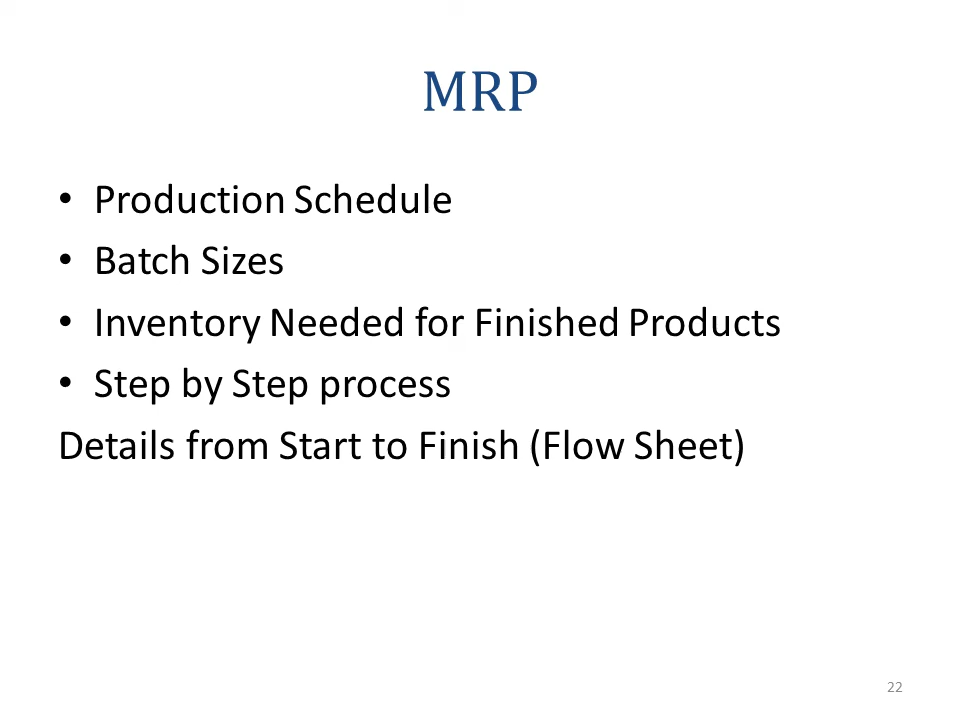 MRP
• Production Schedule
• Batch Sizes
• Inventory Needed for Finished Products
• Step by Step process
Details from Start to Finish (Flow Sheet)
22